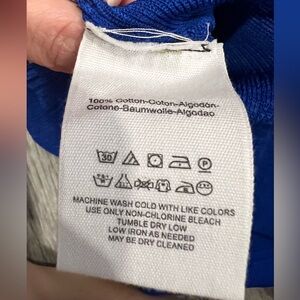 100% Cotton-Coton-Algodón-
Cotone-Baumwolle-Algodao
30 P
MACHINE WASH COLD WITH LIKE COLORS
USE ONLY NON-CHLORINE BLEACH
TUMBLE DRY LOW
LOW IRON AS NEEDED
MAY BE DRY CLEANED